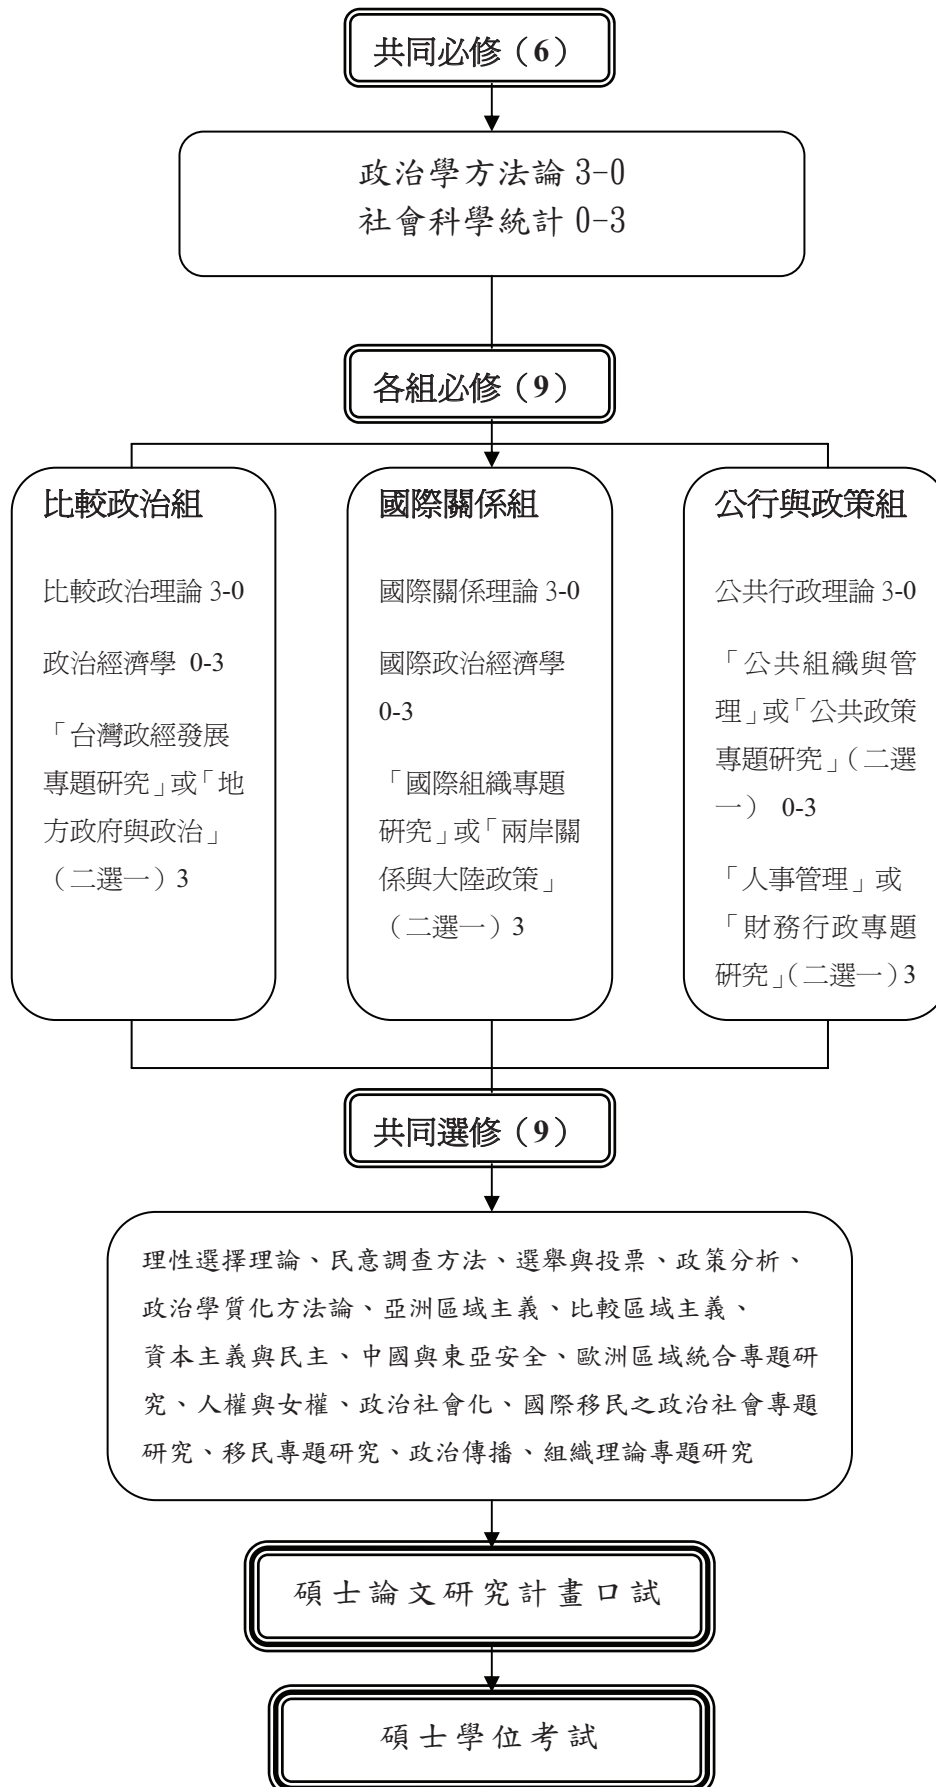 共同必修（6）
政治學方法論 3-0
社會科學統計 0-3
各組必修（9）
比較政治組
比較政治理論 3-0
政治經濟學 0-3
「台灣政經發展
專題研究」或「地
方政府與政治」
（二選一）3
國際關係組
國際關係理論 3-0
國際政治經濟學
0-3
「國際組織專題
研究」或「兩岸關
係與大陸政策」
（二選一）3
公行與政策組
公共行政理論 3-0
「公共組織與管
理」或「公共政策
專題研究」（二選
一） 0-3
「人事管理」或
「財務行政專題
研究」（二選一）3
共同選修（9）
理性選擇理論、民意調查方法、選舉與投票、政策分析、
政治學質化方法論、亞洲區域主義、比較區域主義、
資本主義與民主、中國與東亞安全、歐洲區域統合專題研
究、人權與女權、政治社會化、國際移民之政治社會專題
研究、移民專題研究、政治傳播、組織理論專題研究
碩士論文研究計畫口試
碩士學位考試